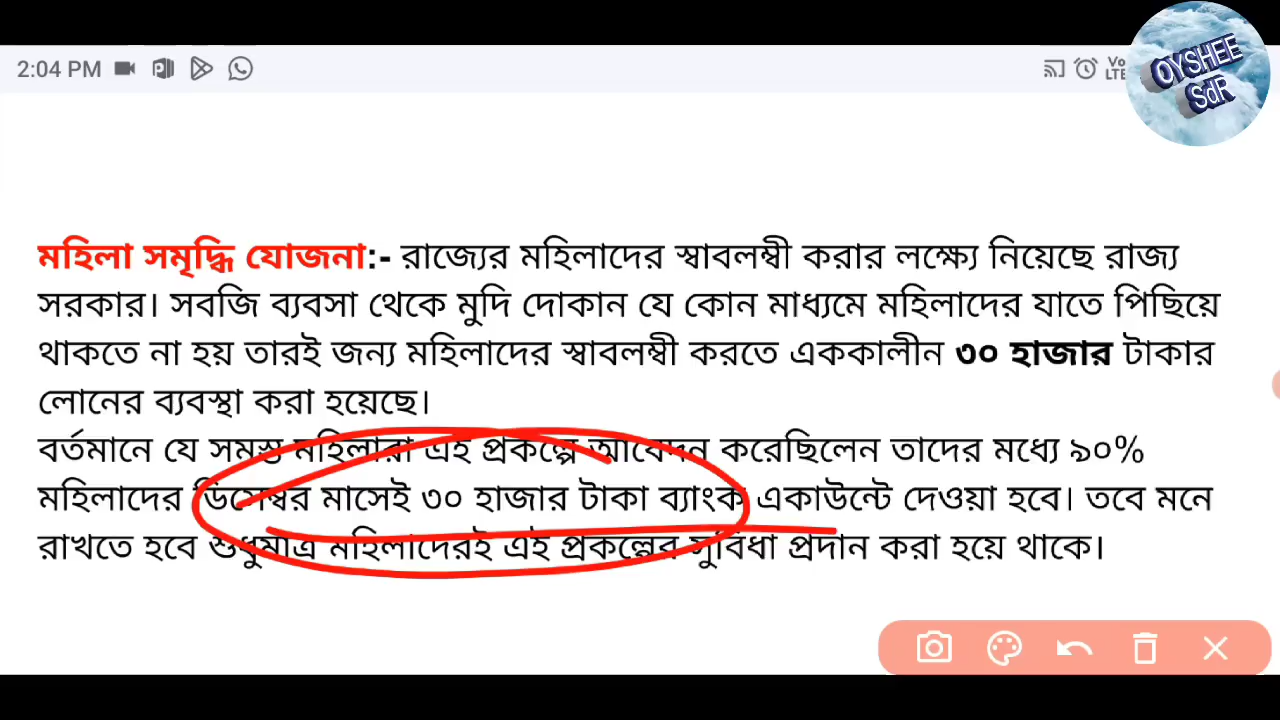 2:04 PM
Vo
LTE
OYSHEE
SdR
মহিলা সমৃদ্ধি যোজনা:- রাজ্যের মহিলাদের স্বাবলম্বী করার লক্ষ্যে নিয়েছে রাজ্য
সরকার। সবজি ব্যবসা থেকে মুদি দোকান যে কোন মাধ্যমে মহিলাদের যাতে পিছিয়ে
থাকতে না হয় তারই জন্য মহিলাদের স্বাবলম্বী করতে এককালীন ৩০ হাজার টাকার
লোনের ব্যবস্থা করা হয়েছে।
বর্তমানে যে সমস্ত মহিলারা এই প্রকল্পে আবেদন করেছিলেন তাদের মধ্যে ৯০%
মহিলাদের ডিসেম্বর মাসেই ৩০ হাজার টাকা ব্যাংক একাউন্টে দেওয়া হবে। তবে মনে
রাখতে হবে শুধুমাত্র মহিলাদেরই এই প্রকল্পের সুবিধা প্রদান করা হয়ে থাকে।